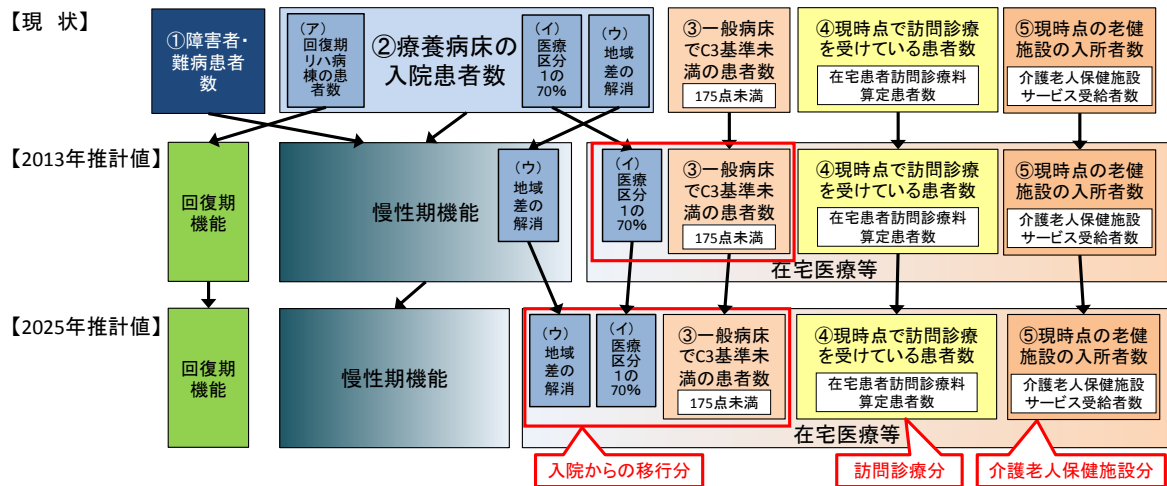 【現 状】
①障害者・
難病患者
数
(ア)
回復期
リハ病
棟の患
者数
②療養病床の
入院患者数
(イ)
医療
区分
1の
70%
(ウ)
地域
差の
解消
③一般病床
でC3基準未
満の患者数
175点未満
④現時点で訪問診療
を受けている患者数
在宅患者訪問診療料
算定患者数
⑤現時点の老健
施設の入所者数
介護老人保健施設
サービス受給者数
【2013年推計値】
回復期
機能
慢性期機能
(ウ)
地域
差の
解消
(イ)
医療
区分
1の
70%
③一般病床
でC3基準未
満の患者数
175点未満
④現時点で訪問診療
を受けている患者数
在宅患者訪問診療料
算定患者数
⑤現時点の老健
施設の入所者数
介護老人保健施設
サービス受給者数
在宅医療等
【2025年推計値】
回復期
機能
慢性期機能
(ウ)
地域
差の
解消
(イ)
医療
区分
1の
70%
③一般病床
でC3基準未
満の患者数
175点未満
④現時点で訪問診療
を受けている患者数
在宅患者訪問診療料
算定患者数
⑤現時点の老健
施設の入所者数
介護老人保健施設
サービス受給者数
在宅医療等
入院からの移行分
訪問診療分
介護老人保健施設分